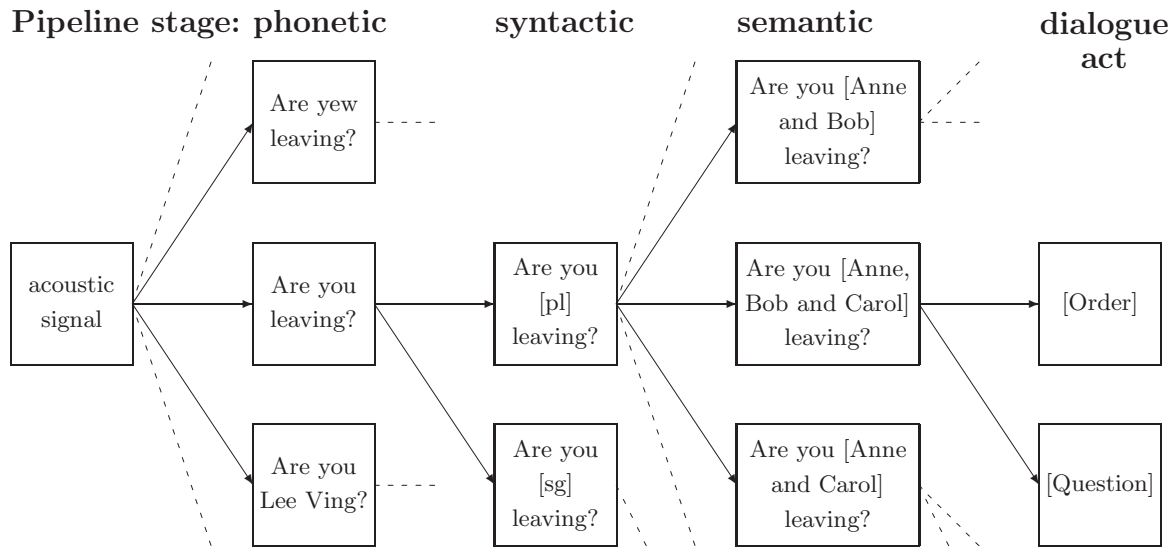 Pipeline stage: phonetic
syntactic
semantic
dialogue
act
Are yew
leaving?
Are you [Anne
and Bob]
leaving?
acoustic
signal
Are you
leaving?
Are you
[pl]
leaving?
Are you [Anne,
Bob and Carol]
leaving?
[Order]
Are you
Lee Ving?
Are you
[sg]
leaving?
Are you [Anne
and Carol]
leaving?
[Question]